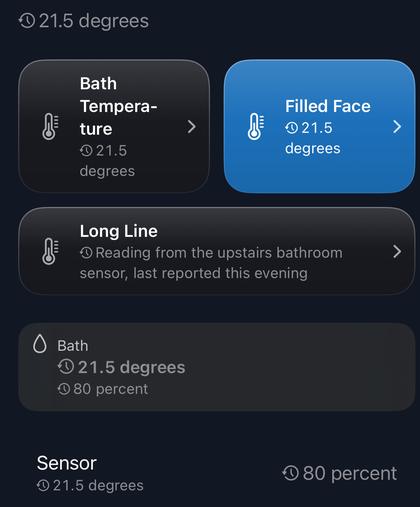 21.5 degrees
Bath
Tempera-
ture
21.5
degrees
Filled Face
21.5
degrees
Long Line
Reading from the upstairs bathroom
sensor, last reported this evening
Bath
21.5 degrees
80 percent
Sensor
21.5 degrees
80 percent